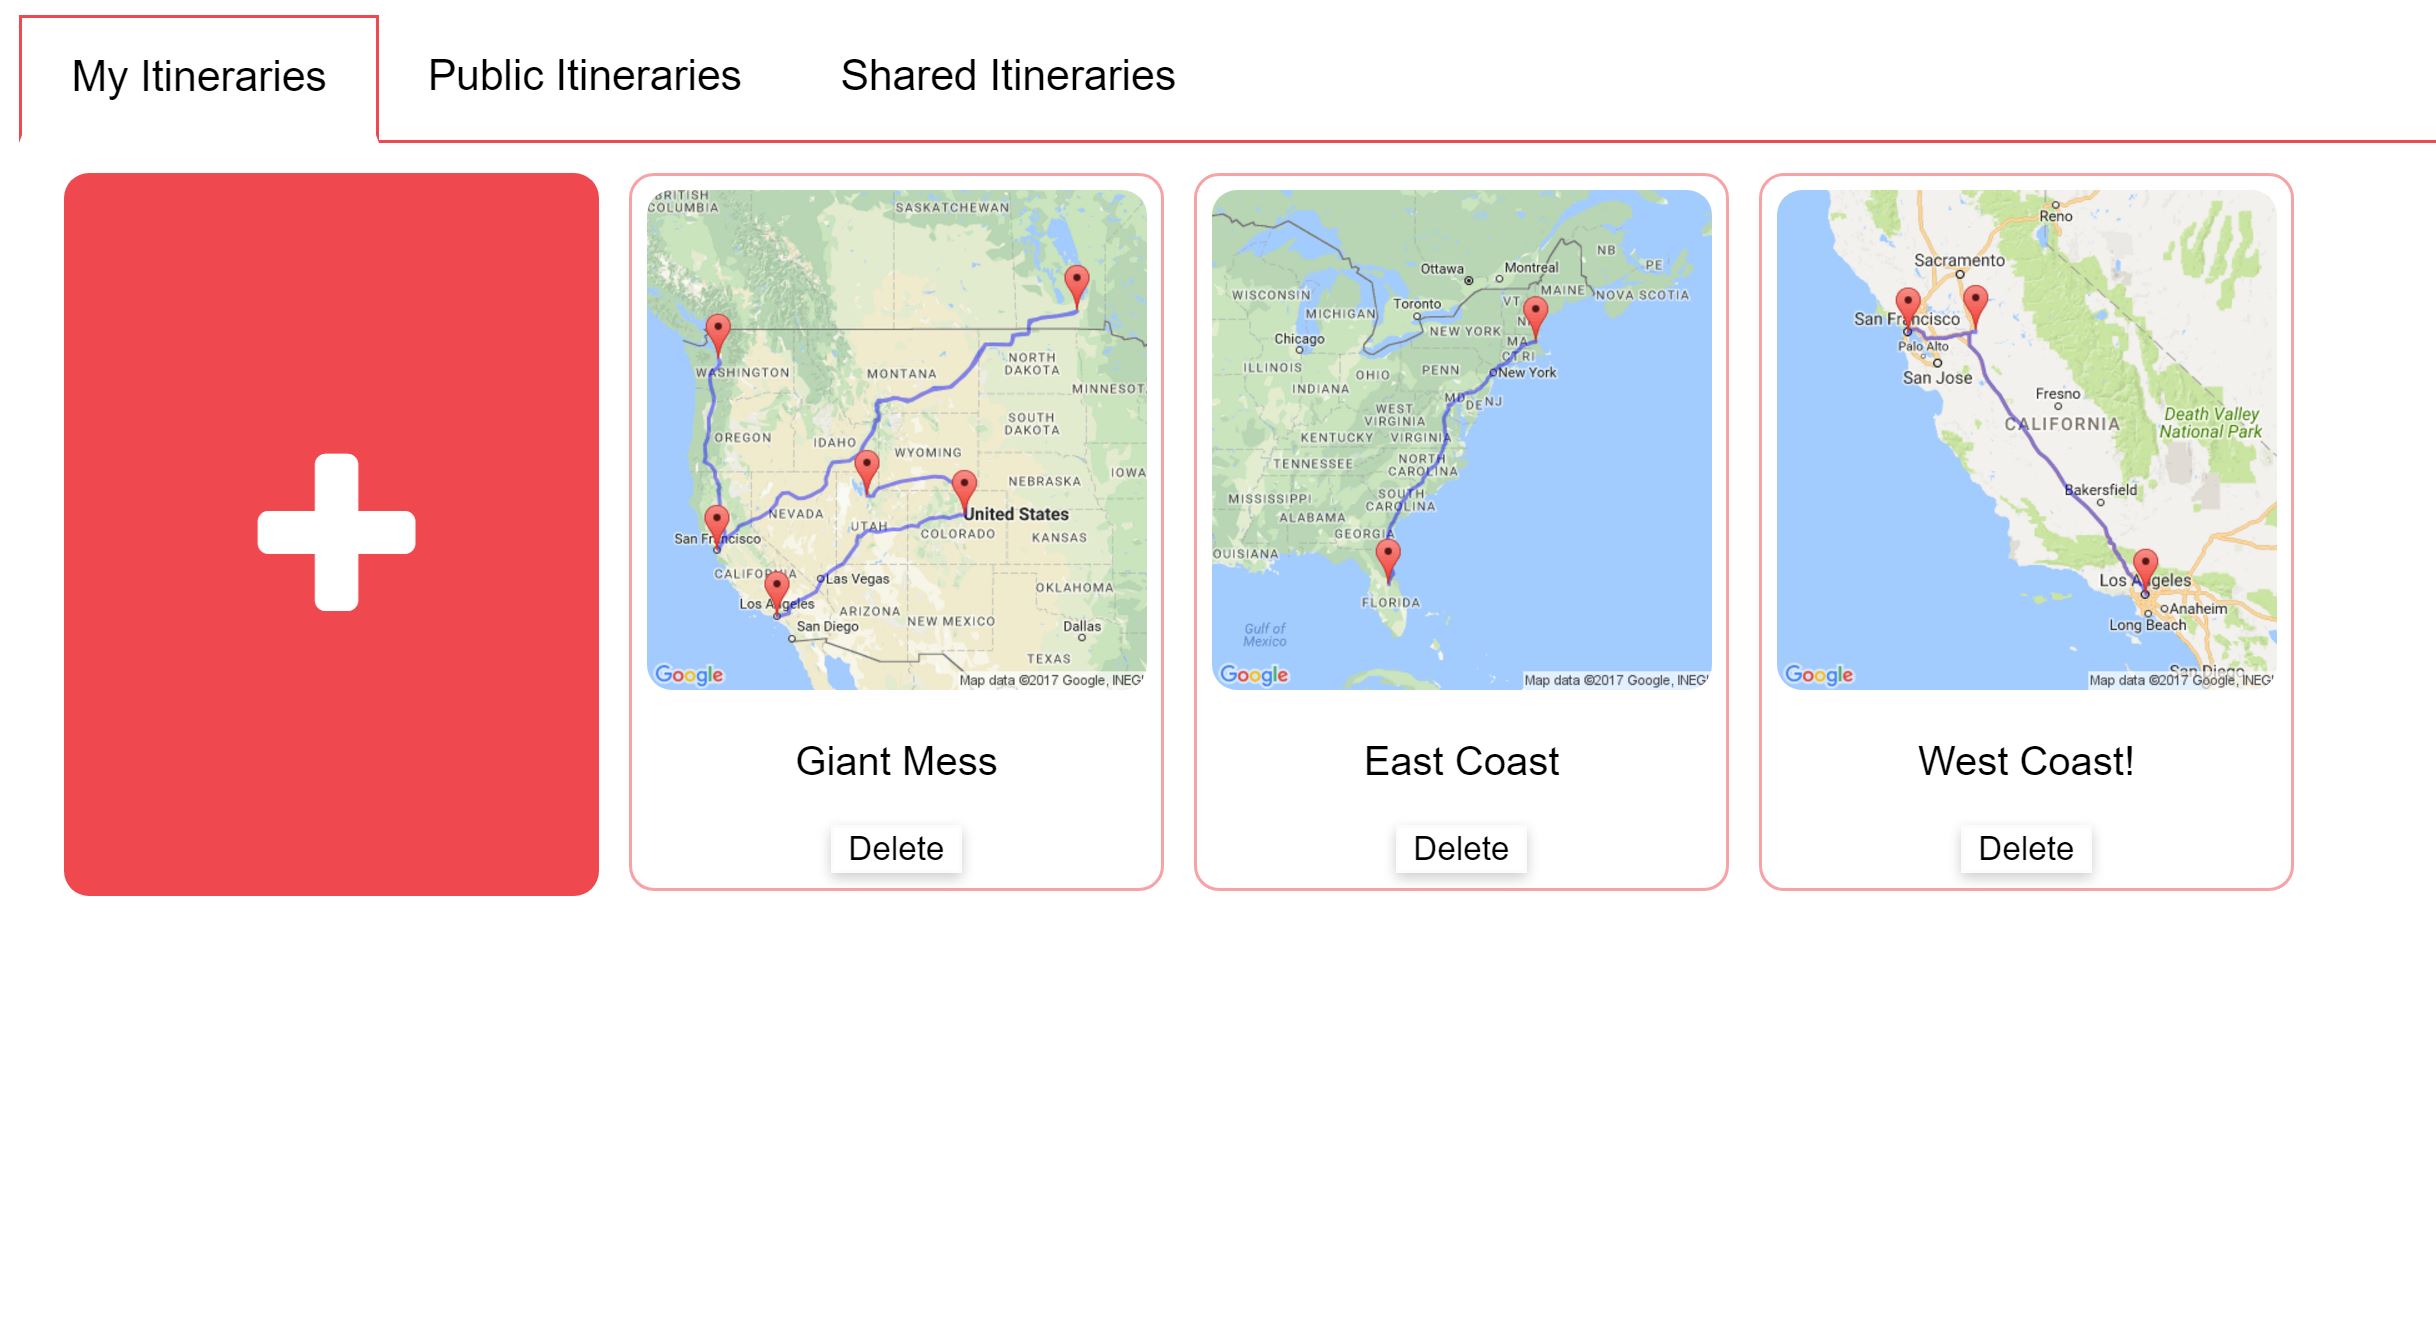 My Itineraries
Public Itineraries
Shared Itineraries
BRITISH
COLUMBIA
SASKATCHEWAN
WASHINGTON
MONTANA
NORTH
DAKOTA
MINNESOT
OREGON
IDAHO
SOUTH
DAKOTA
WYOMING
IOWA
NEBRASKA
NEVADA
UTAH
United States
San Francisco
COLORADO
KANSAS
CALIFORNIA
Las Vegas
OKLAHOMA
Los Angeles
ARIZONA
NEW MEXICO
San Diego
Dallas
TEXAS
Google
Map data ©2017 Google, INEGI
Giant Mess
Delete
NB
PE
Ottawa
Montreal
WISCONSIN
MAINE
NOVA SCOTIA
VT
Toronto
MICHIGAN
NEW YORK
Chicago
MA
CT RI
ILLINOIS
INDIANA
OHIO
PENN
New York
MD
DE
NJ
WEST
VIRGINIA
KENTUCKY
VIRGINIA
TENNESSEE
NORTH
CAROLINA
MISSISSIPPI
SOUTH
CAROLINA
ALABAMA
GEORGIA
OUISIANA
FLORIDA
Gulf of
Mexico
Google
Map data ©2017 Google, INEGI
East Coast
Delete
Reno
Sacramento
San Francisco
Palo Alto
San Jose
Fresno
CALIFORNIA
Death Valley
National Park
Bakersfield
Los Angeles
Anaheim
Long Beach
San Diego
Google
Map data ©2017 Google, INEGI
West Coast!
Delete